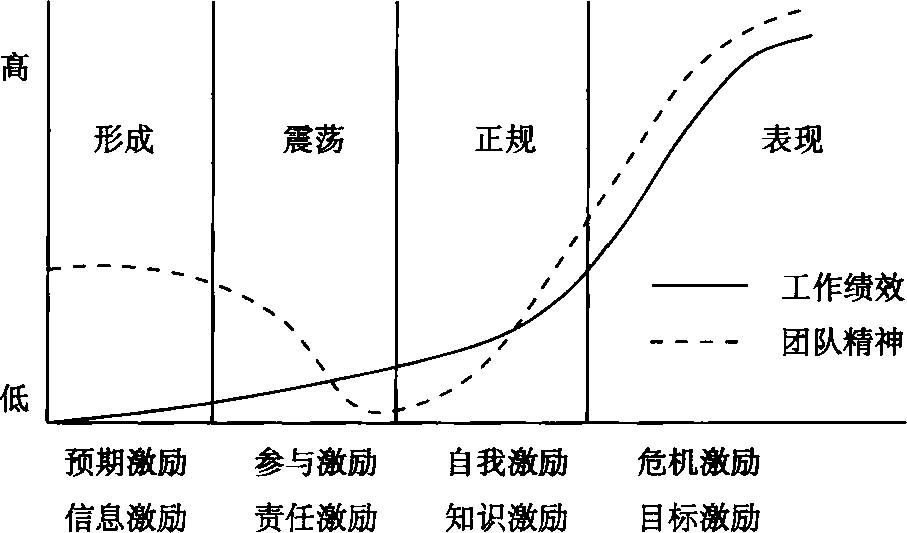 高
形成 震荡 正规 表现
工作绩效
团队精神
低
预期激励 参与激励 自我激励 危机激励
信息激励 责任激励 知识激励 目标激励